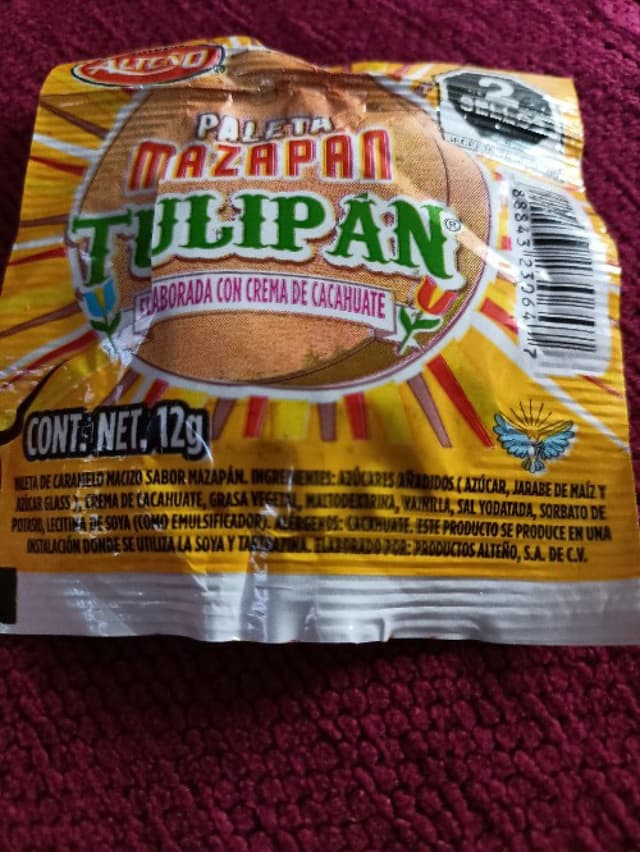 ALTEÑO
2
SELLOS
PALETA
MAZAPAN
TULIPÁN®
ELABORADA CON CREMA DE CACAHUATE
CONT. NET. 12g
PALETA DE CARAMELO MACIZO SABOR MAZAPÁN. INGREDIENTES: AZÚCARES AÑADIDOS ( AZÚCAR, JARABE DE MAÍZ Y
AZÚCAR GLASS ), CREMA DE CACAHUATE, GRASA VEGETAL, MALTODEXTRINA, VAINILLA, SAL YODATADA, SORBATO DE
POTASIO, LECITINA DE SOYA (COMO EMULSIFICADOR). ALÉRGENOS: CACAHUATE. ESTE PRODUCTO SE PRODUCE EN UNA
INSTALACIÓN DONDE SE UTILIZA LA SOYA Y TARTRAZINA. ELABORADO POR: PRODUCTOS ALTEÑO, S.A. DE C.V.